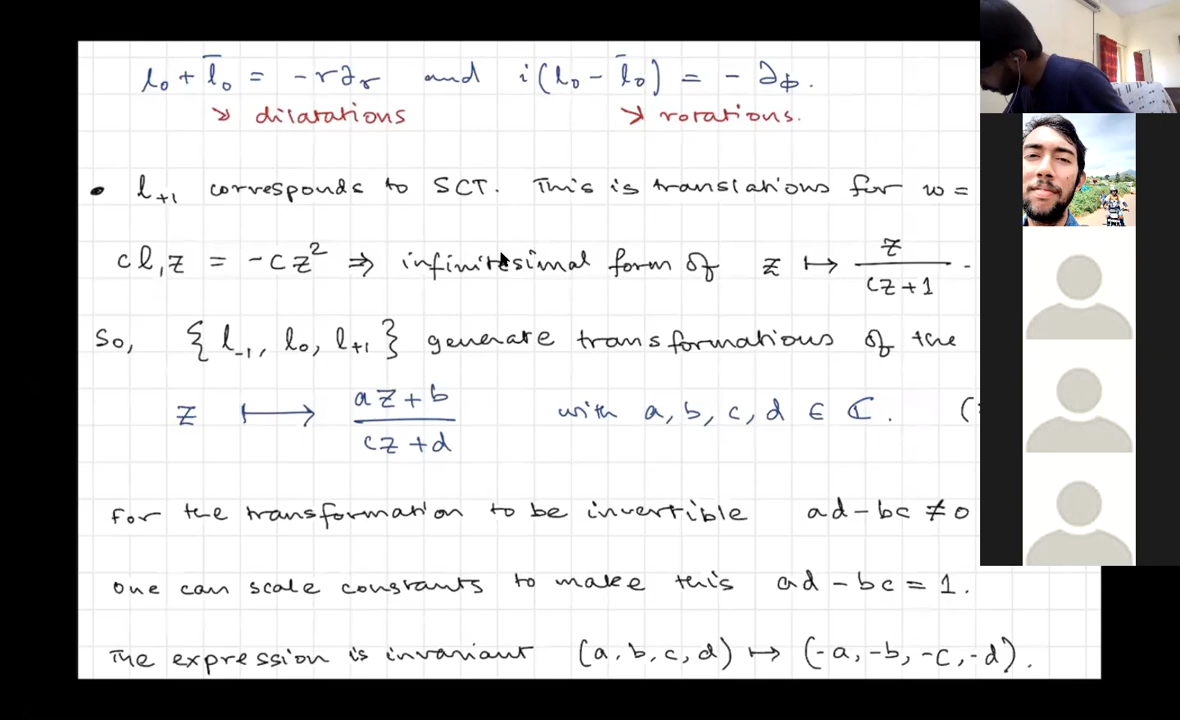 l₀ + l̄₀ = - r∂ᵣ and i(l₀ - l̄₀) = - ∂ᵩ.
↘ dilatations ↘ rotations.
• l₊₁ corresponds to SCT. This is translations for w =
c l₁ z = -c z² ⇒ infinitesimal form of z ↦ z/(cz+1) -
So, { l₋₁, l₀, l₊₁ } generate transformations of the
z ⟼ (az+b)/(cz+d) with a, b, c, d ∈ ℂ. (
For the transformation to be invertible ad - bc ≠ 0
one can scale constants to make this ad - bc = 1.
The expression is invariant (a, b, c, d) ↦ (-a, -b, -c, -d).